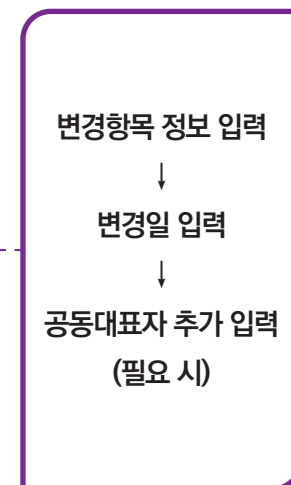 변경항목 정보 입력
↓
변경일 입력
↓
공동대표자 추가 입력
(필요 시)